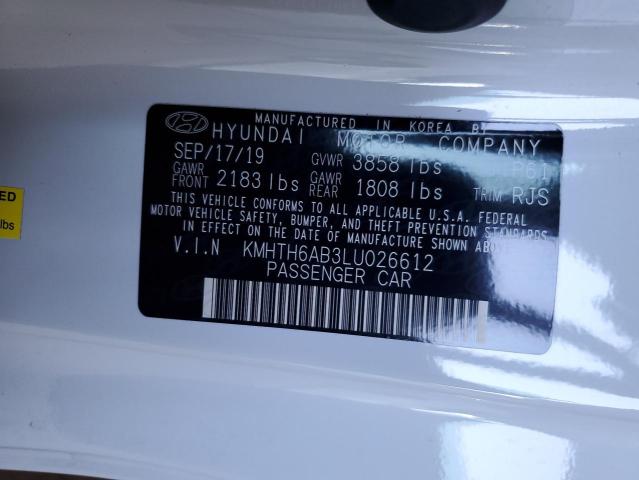 MANUFACTURED IN KOREA BY
HYUNDAI MOTOR COMPANY
SEP/17/19 GVWR 3858 lbs P61
GAWR FRONT 2183 lbs GAWR REAR 1808 lbs TRIM RJS
THIS VEHICLE CONFORMS TO ALL APPLICABLE U.S.A. FEDERAL
MOTOR VEHICLE SAFETY, BUMPER, AND THEFT PREVENTION STANDARDS
IN EFFECT ON THE DATE OF MANUFACTURE SHOWN ABOVE.
V.I.N KMHTH6AB3LU026612
PASSENGER CAR
lbs